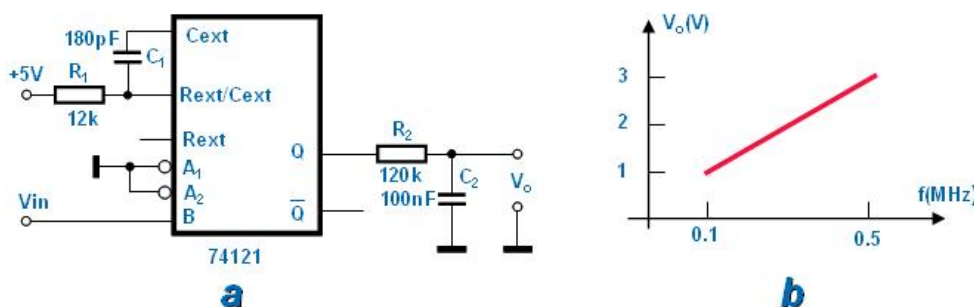 180pF
C1
Cext
+5V
R1
12k
Rext/Cext
Rext
A1
A2
Vin
B
Q
Q̅
R2
120k
100nF
C2
Vo
74121
a
Vo(V)
3
2
1
f(MHz)
0.1
0.5
b